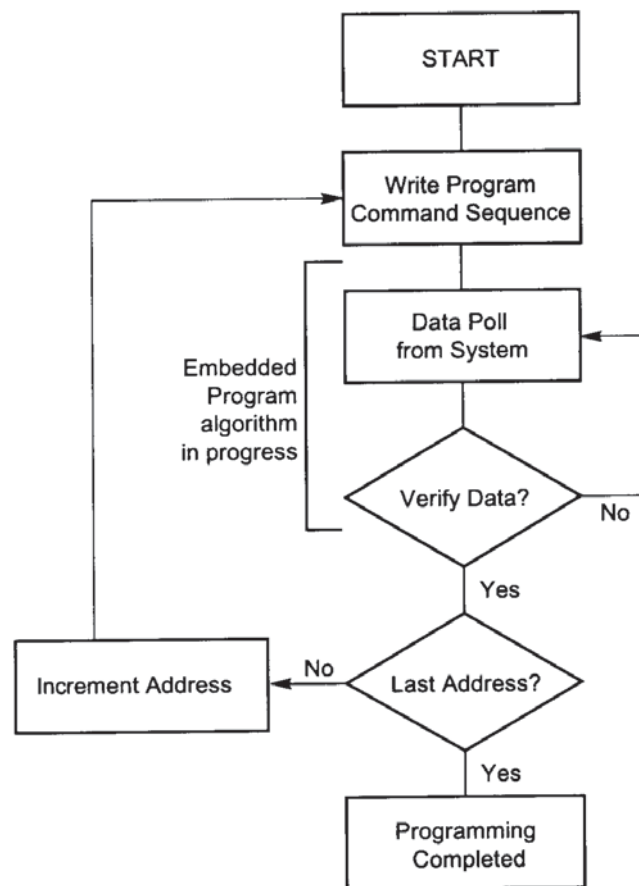 START
Write Program
Command Sequence
Data Poll
from System
Embedded
Program
algorithm
in progress
Verify Data?
No
Yes
Last Address?
No
Increment Address
Yes
Programming
Completed